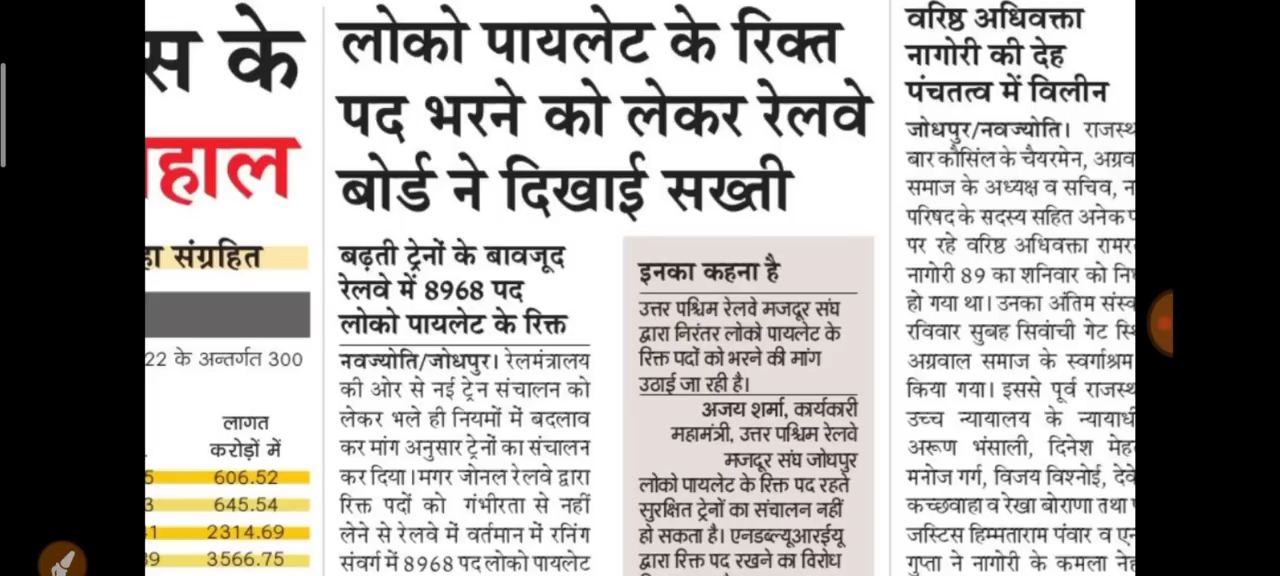 के
संग्रहित
22 के अन्तर्गत 300
लागत
करोड़ों में
606.52
645.54
2314.69
3566.75
लोको पायलेट के रिक्त
पद भरने को लेकर रेलवे
बोर्ड ने दिखाई सख्ती
बढ़ती ट्रेनों के बावजूद
रेलवे में 8968 पद
लोको पायलेट के रिक्त
नवज्योति/जोधपुर। रेलमंत्रालय
की ओर से नई ट्रेन संचालन को
लेकर भले ही नियमों में बदलाव
कर मांग अनुसार ट्रेनों का संचालन
कर दिया। मगर जोनल रेलवे द्वारा
रिक्त पदों को गंभीरता से नहीं
लेने से रेलवे में वर्तमान में रनिंग
संवर्ग में 8968 पद लोको पायलेट
इनका कहना है
उत्तर पश्चिम रेलवे मजदूर संघ
द्वारा निरंतर लोको पायलेट के
रिक्त पदों को भरने की मांग
उठाई जा रही है।
अजय शर्मा, कार्यकारी
महामंत्री, उत्तर पश्चिम रेलवे
मजदूर संघ जोधपुर
लोको पायलेट के रिक्त पद रहते
सुरक्षित ट्रेनों का संचालन नहीं
हो सकता है। एनडब्ल्यूआरईयू
द्वारा रिक्त पद रखने का विरोध
वरिष्ठ अधिवक्ता
नागोरी की देह
पंचतत्व में विलीन
जोधपुर/नवज्योति।
बार कौसिंल के चैयरमेन,
समाज के अध्यक्ष व सचिव,
परिषद के सदस्य सहित अनेक
पर रहे वरिष्ठ अधिवक्ता
नागोरी 89 का शनिवार को
हो गया था। उनका अंतिम
रविवार सुबह सिवांची गेट
अग्रवाल समाज के स्वर्गाश्रम
किया गया। इससे पूर्व
उच्च न्यायालय के
अरूण भंसाली, दिनेश
मनोज गर्ग, विजय विश्नोई,
कच्छवाहा व रेखा बोराणा तथा
जस्टिस हिम्मताराम पंवार व
गुप्ता ने नागोरी के कमला